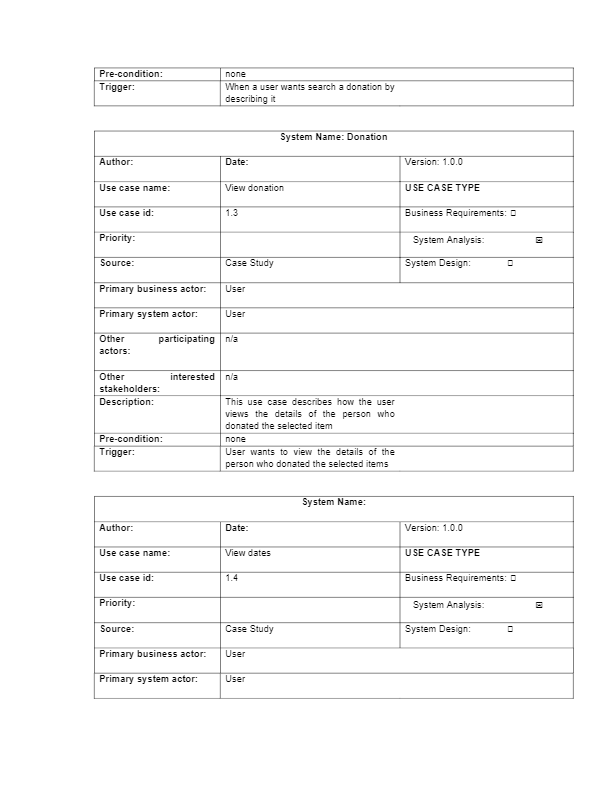 Pre-condition: none
Trigger: When a user wants search a donation by
describing it
System Name: Donation
Author: Date: Version: 1.0.0
Use case name: View donation USE CASE TYPE
Use case id: 1.3 Business Requirements: ☐
Priority: System Analysis: ☒
Source: Case Study System Design: ☐
Primary business actor: User
Primary system actor: User
Other participating n/a
actors:
Other interested n/a
stakeholders:
Description: This use case describes how the user
views the details of the person who
donated the selected item
Pre-condition: none
Trigger: User wants to view the details of the
person who donated the selected items
System Name:
Author: Date: Version: 1.0.0
Use case name: View dates USE CASE TYPE
Use case id: 1.4 Business Requirements: ☐
Priority: System Analysis: ☒
Source: Case Study System Design: ☐
Primary business actor: User
Primary system actor: User